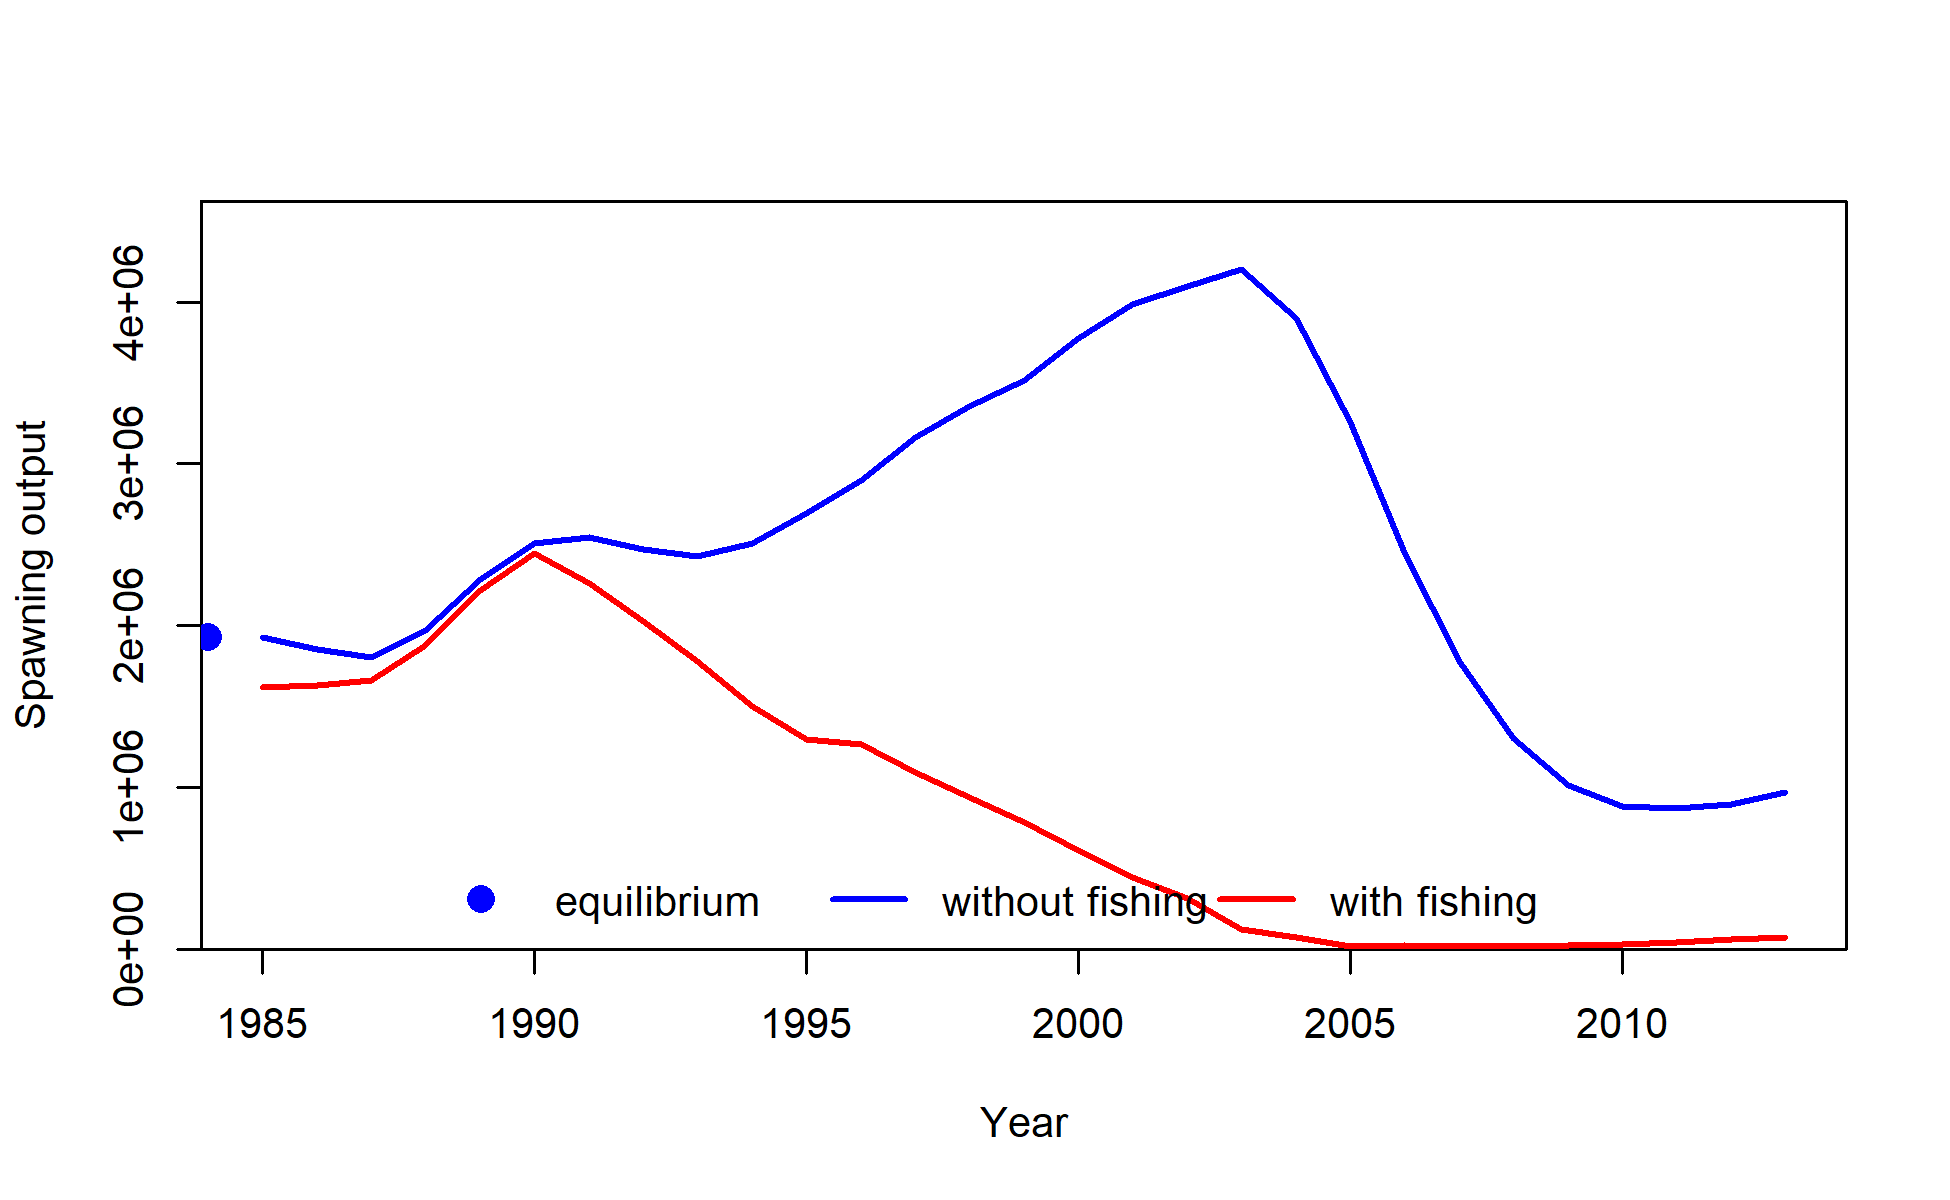 Spawning output
4e+06
3e+06
2e+06
1e+06
0e+00
equilibrium without fishing with fishing
1985 1990 1995 2000 2005 2010
Year